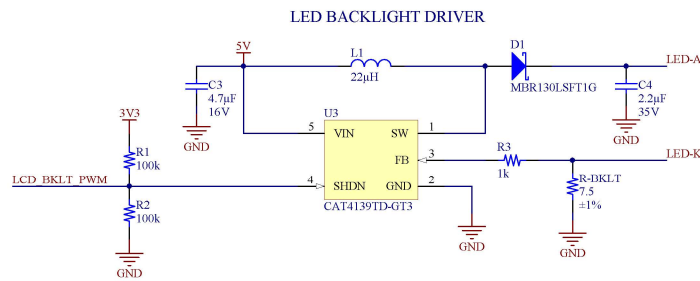 LED BACKLIGHT DRIVER
5V
L1
22µH
D1
MBR130LSFT1G
LED-A
C3
4.7µF
16V
GND
C4
2.2µF
35V
GND
3V3
R1
100k
LCD_BKLT_PWM
R2
100k
GND
U3
5 VIN SW 1
FB 3
4 SHDN GND 2
CAT4139TD-GT3
GND
R3
1k
LED-K
R-BKLT
7.5
±1%
GND